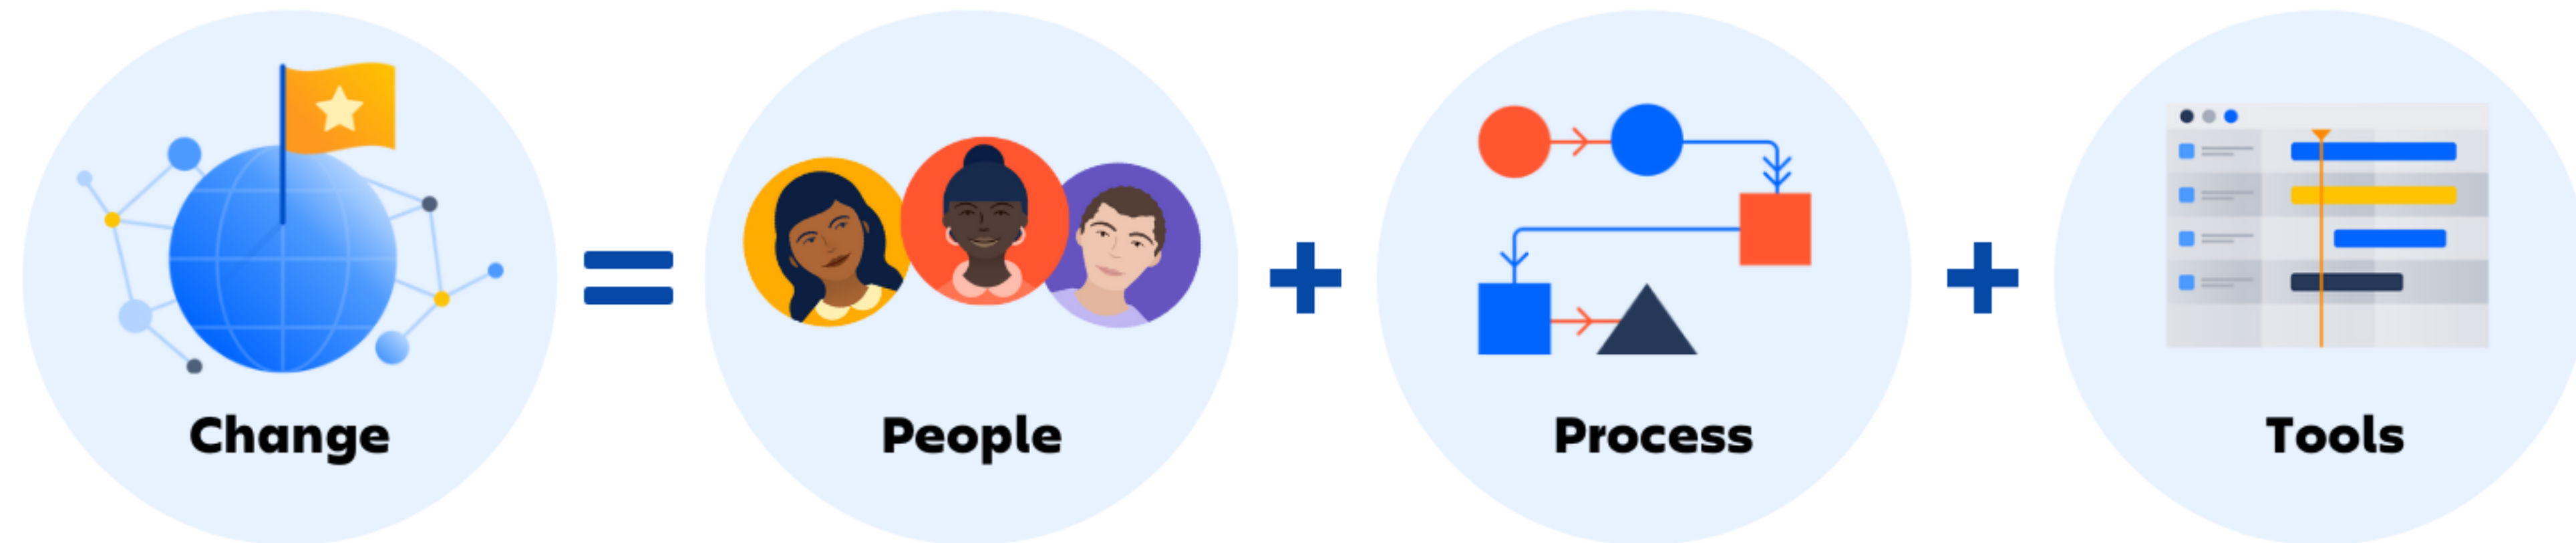 Change = People + Process + Tools